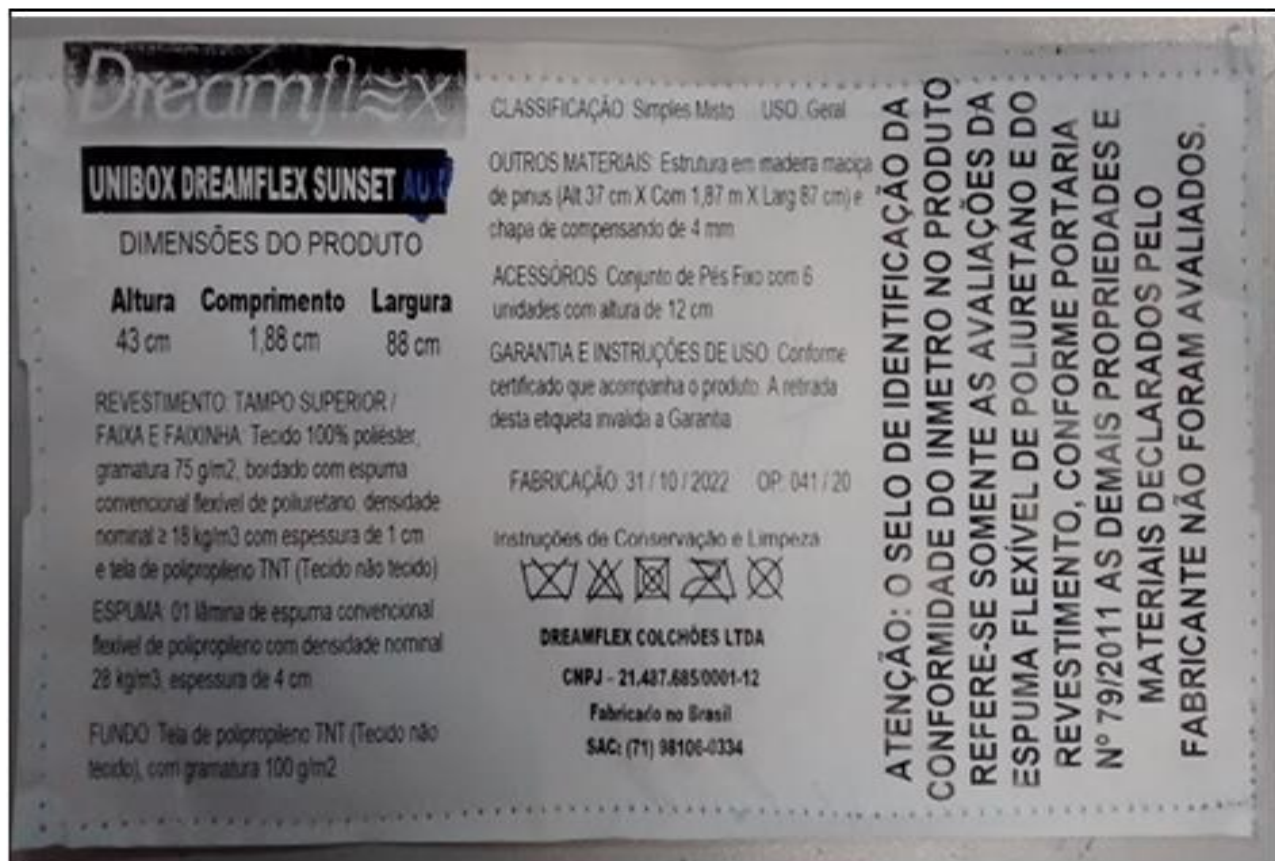 Dreamflex
UNIBOX DREAMFLEX SUNSET AUX
DIMENSÕES DO PRODUTO
Altura Comprimento Largura
43 cm 1,88 cm 88 cm
REVESTIMENTO: TAMPO SUPERIOR /
FAIXA E FAIXINHA: Tecido 100% poliéster,
gramatura 75 g/m2, bordado com espuma
convencional flexível de poliuretano densidade
nominal ≥ 18 kg/m3 com espessura de 1 cm
e tela de polipropileno TNT (Tecido não tecido)
ESPUMA: 01 lâmina de espuma convencional
flexível de polipropileno com densidade nominal
28 kg/m3, espessura de 4 cm
FUNDO: Tela de polipropileno TNT (Tecido não
tecido), com gramatura 100 g/m2
CLASSIFICAÇÃO: Simples Misto USO: Geral
OUTROS MATERIAIS: Estrutura em madeira maciça
de pinus (Alt 37 cm X Com 1,87 m X Larg 87 cm) e
chapa de compensando de 4 mm
ACESSÓROS: Conjunto de Pés Fixo com 6
unidades com altura de 12 cm
GARANTIA E INSTRUÇÕES DE USO: Conforme
certificado que acompanha o produto. A retirada
desta etiqueta invalida a Garantia
FABRICAÇÃO: 31 / 10 / 2022 OP: 041 / 20
Instruções de Conservação e Limpeza
DREAMFLEX COLCHÕES LTDA
CNPJ - 21.487.685/0001-12
Fabricado no Brasil
SAC: (71) 98106-0334
ATENÇÃO: O SELO DE IDENTIFICAÇÃO DA
CONFORMIDADE DO INMETRO NO PRODUTO
REFERE-SE SOMENTE AS AVALIAÇÕES DA
ESPUMA FLEXÍVEL DE POLIURETANO E DO
REVESTIMENTO, CONFORME PORTARIA
Nº 79/2011 AS DEMAIS PROPRIEDADES E
MATERIAIS DECLARADOS PELO
FABRICANTE NÃO FORAM AVALIADOS.